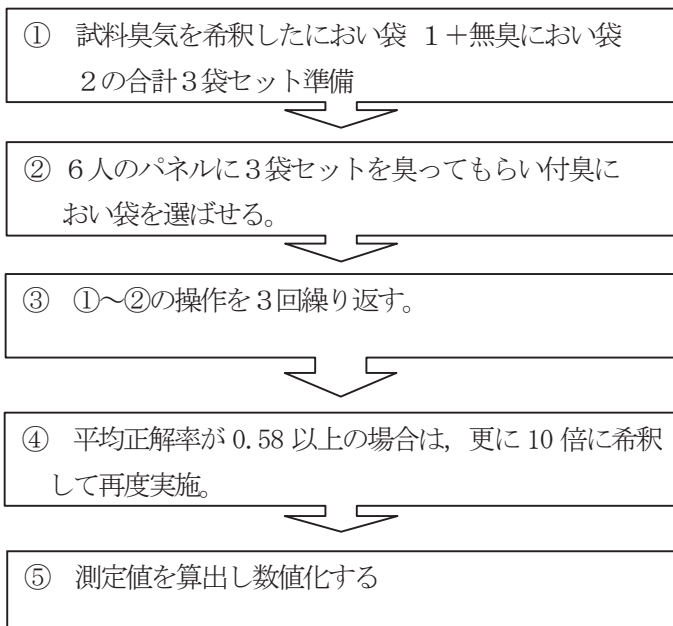 ① 試料臭気を希釈したにおい袋 1+無臭におい袋
2の合計3袋セット準備
② 6人のパネルに3袋セットを臭ってもらい付臭に
おい袋を選ばせる。
③ ①~②の操作を3回繰り返す。
④ 平均正解率が 0.58 以上の場合は, 更に 10 倍に希釈
して再度実施。
⑤ 測定値を算出し数値化する